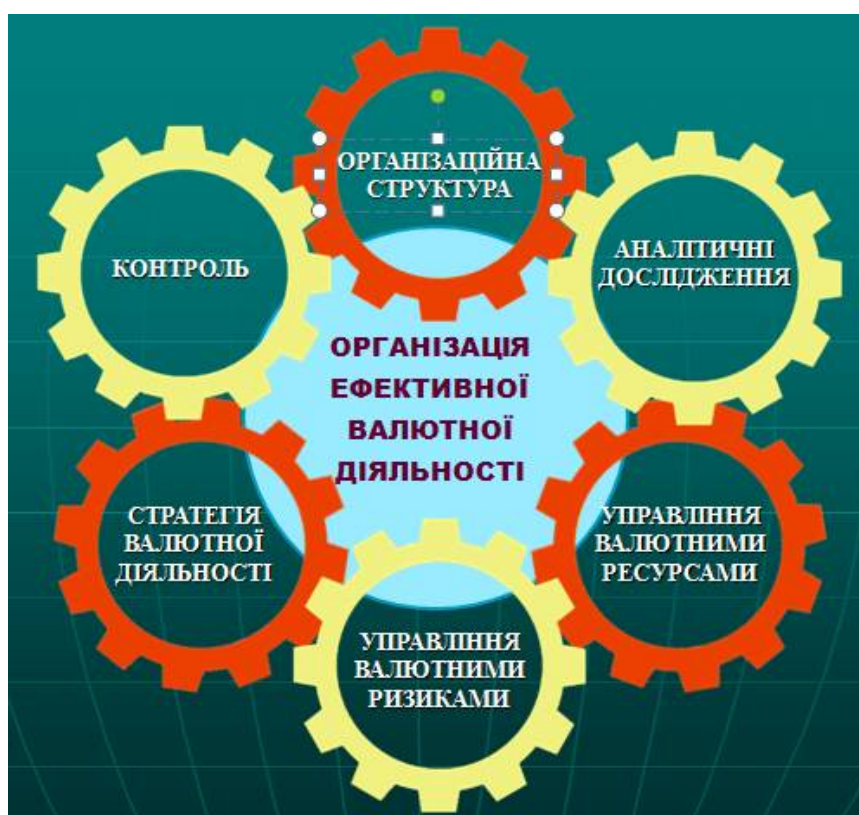 ОРГАНІЗАЦІЙНА
СТРУКТУРА
АНАЛІТИЧНІ
ДОСЛІДЖЕННЯ
КОНТРОЛЬ
ОРГАНІЗАЦІЯ
ЕФЕКТИВНОЇ
ВАЛЮТНОЇ
ДІЯЛЬНОСТІ
СТРАТЕГІЯ
ВАЛЮТНОЇ
ДІЯЛЬНОСТІ
УПРАВЛІННЯ
ВАЛЮТНИМИ
РЕСУРСАМИ
УПРАВЛІННЯ
ВАЛЮТНИМИ
РИЗИКАМИ